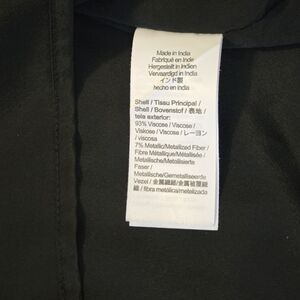 Made in India
Fabriqué en Inde
Hergestellt in Indien
Vervaardigd in India
インド製
hecho en India
Shell / Tissu Principal /
Shell / Bovenstof / 表地 /
tela exterior:
93% Viscose / Viscose /
Viskose / Viscose / レーヨン
/ viscosa
7% Metallic/Metalized Fiber /
Fibre Métallique/Métallisée /
Metallische/Metallisierte
Faser /
Metallische/Gemetalliseerde
Vezel / 金属繊維/金属被覆繊
維 / fibra metálica/metalizada